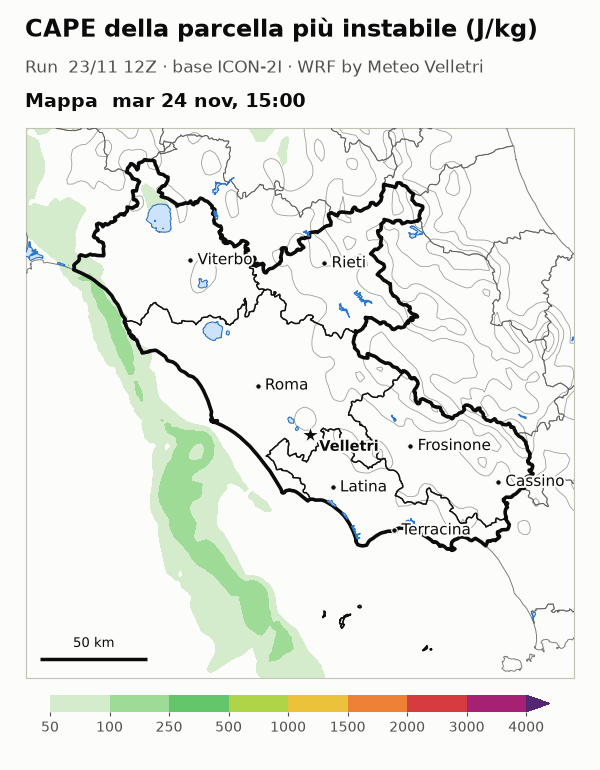 CAPE della parcella più instabile (J/kg)
Run  23/11 12Z · base ICON-2I · WRF by Meteo Velletri
Mappa  mar 24 nov, 15:00
Viterbo
Rieti
Roma
Velletri
Frosinone
Cassino
Latina
Terracina
50 km
50 100 250 500 1000 1500 2000 3000 4000